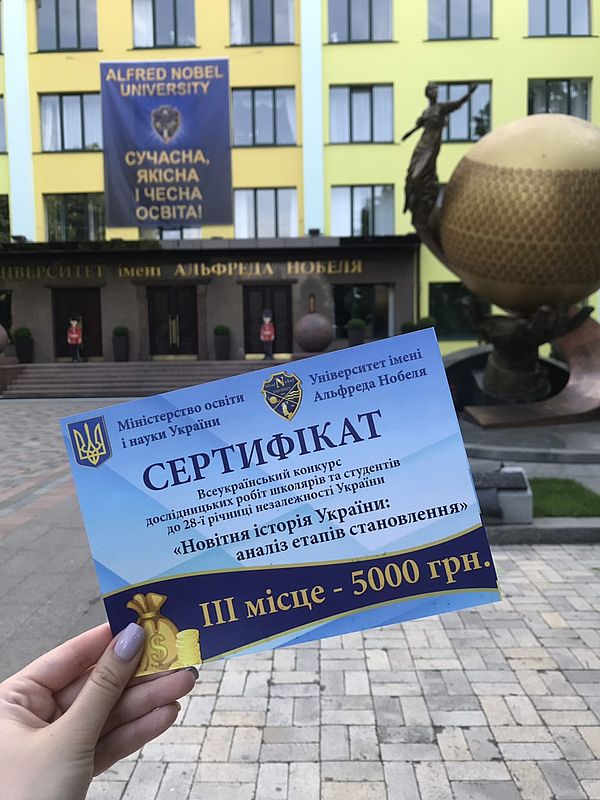 ALFRED NOBEL
UNIVERSITY
СУЧАСНА,
ЯКІСНА
І ЧЕСНА
ОСВІТА!
УНІВЕРСИТЕТ імені АЛЬФРЕДА НОБЕЛЯ
Міністерство освіти
і науки України
Університет імені
Альфреда Нобеля
СЕРТИФІКАТ
Всеукраїнський конкурс
дослідницьких робіт школярів та студентів
до 28-ї річниці незалежності України
«Новітня історія України:
аналіз етапів становлення»
ІІІ місце - 5000 грн.